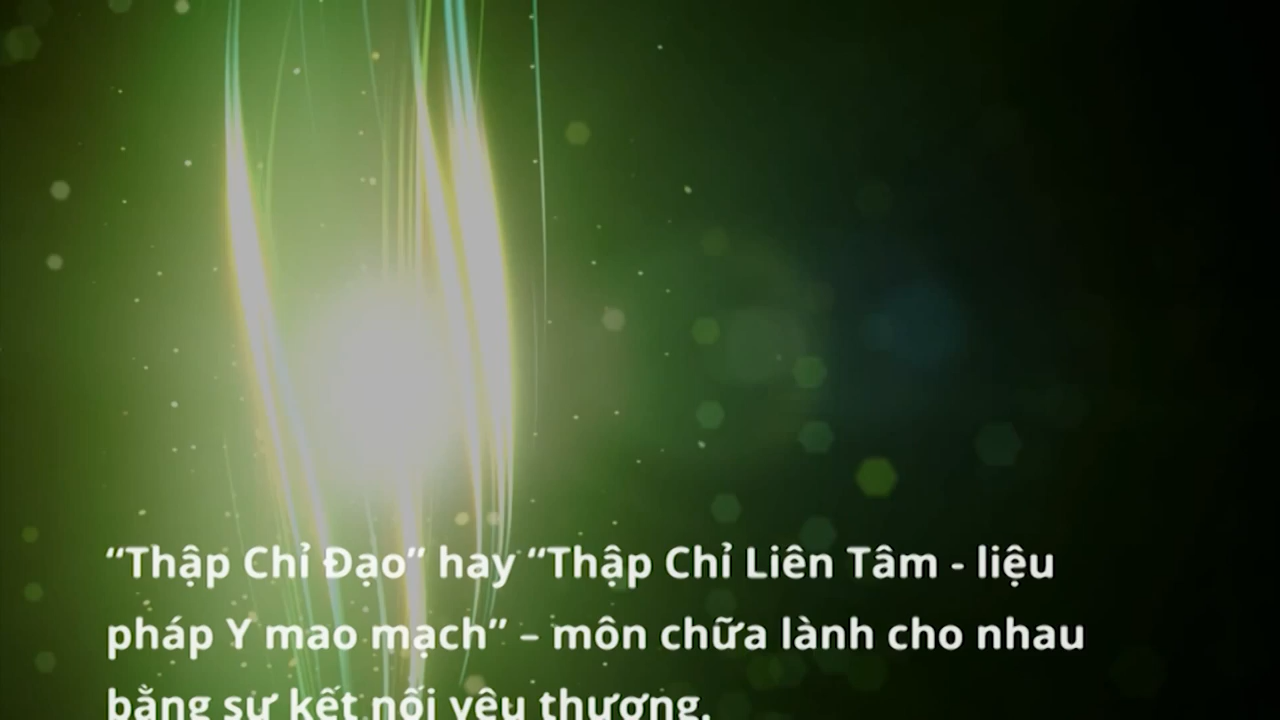 “Thập Chỉ Đạo” hay “Thập Chỉ Liên Tâm - liệu
pháp Y mao mạch” – môn chữa lành cho nhau
bằng sự kết nối yêu thương.